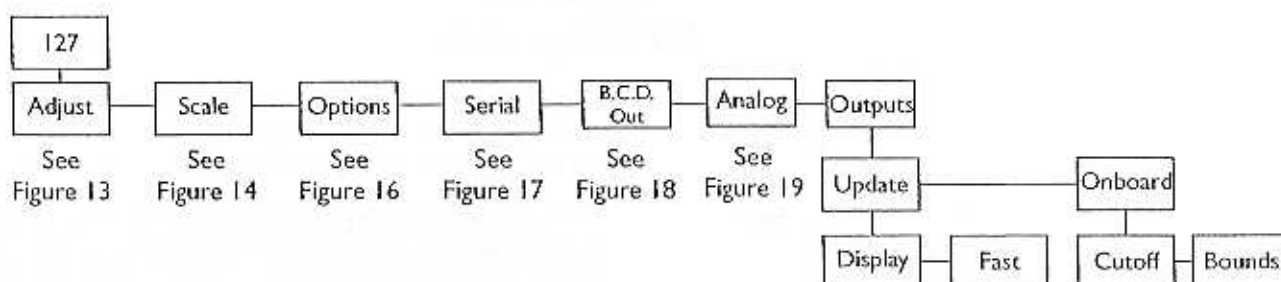 127
Adjust
Scale
Options
Serial
B.C.D.
Out
Analog
Outputs
See
Figure 13
See
Figure 14
See
Figure 16
See
Figure 17
See
Figure 18
See
Figure 19
Update
Onboard
Display
Fast
Cutoff
Bounds